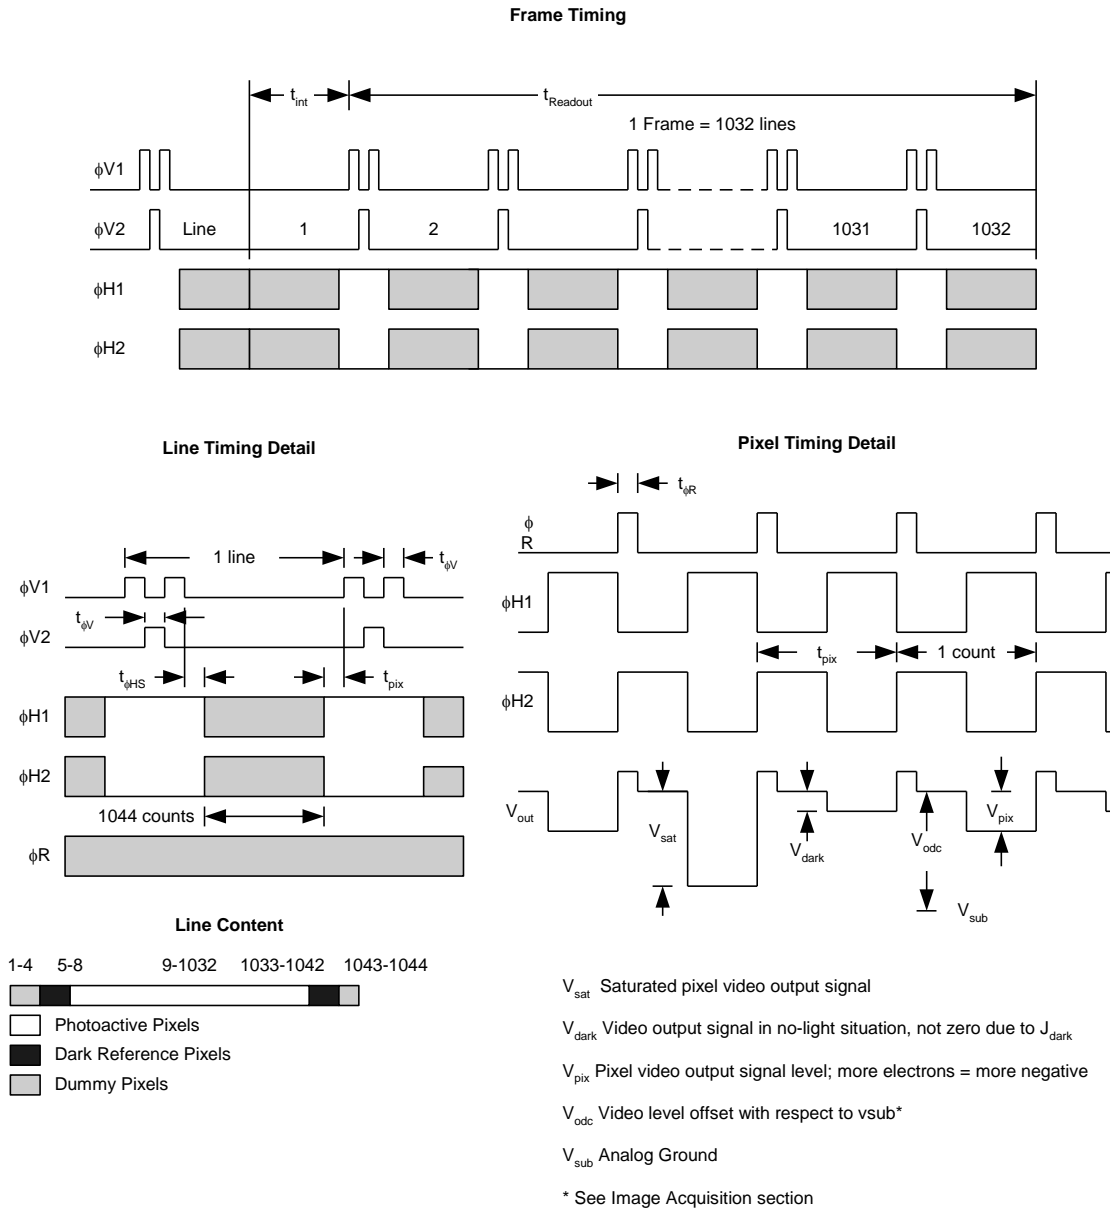 Frame Timing
t_int
t_Readout
1 Frame = 1032 lines
ϕV1
ϕV2
Line
1
2
1031
1032
ϕH1
ϕH2
Line Timing Detail
1 line
t_ϕV
ϕV1
t_ϕV
ϕV2
t_ϕHS
t_pix
ϕH1
ϕH2
1044 counts
ϕR
Pixel Timing Detail
t_ϕR
ϕ
R
ϕH1
t_pix
1 count
ϕH2
V_out
V_sat
V_dark
V_odc
V_pix
V_sub
Line Content
1-4 5-8 9-1032 1033-1042 1043-1044
Photoactive Pixels
Dark Reference Pixels
Dummy Pixels
V_sat Saturated pixel video output signal
V_dark Video output signal in no-light situation, not zero due to J_dark
V_pix Pixel video output signal level; more electrons = more negative
V_odc Video level offset with respect to vsub*
V_sub Analog Ground
* See Image Acquisition section